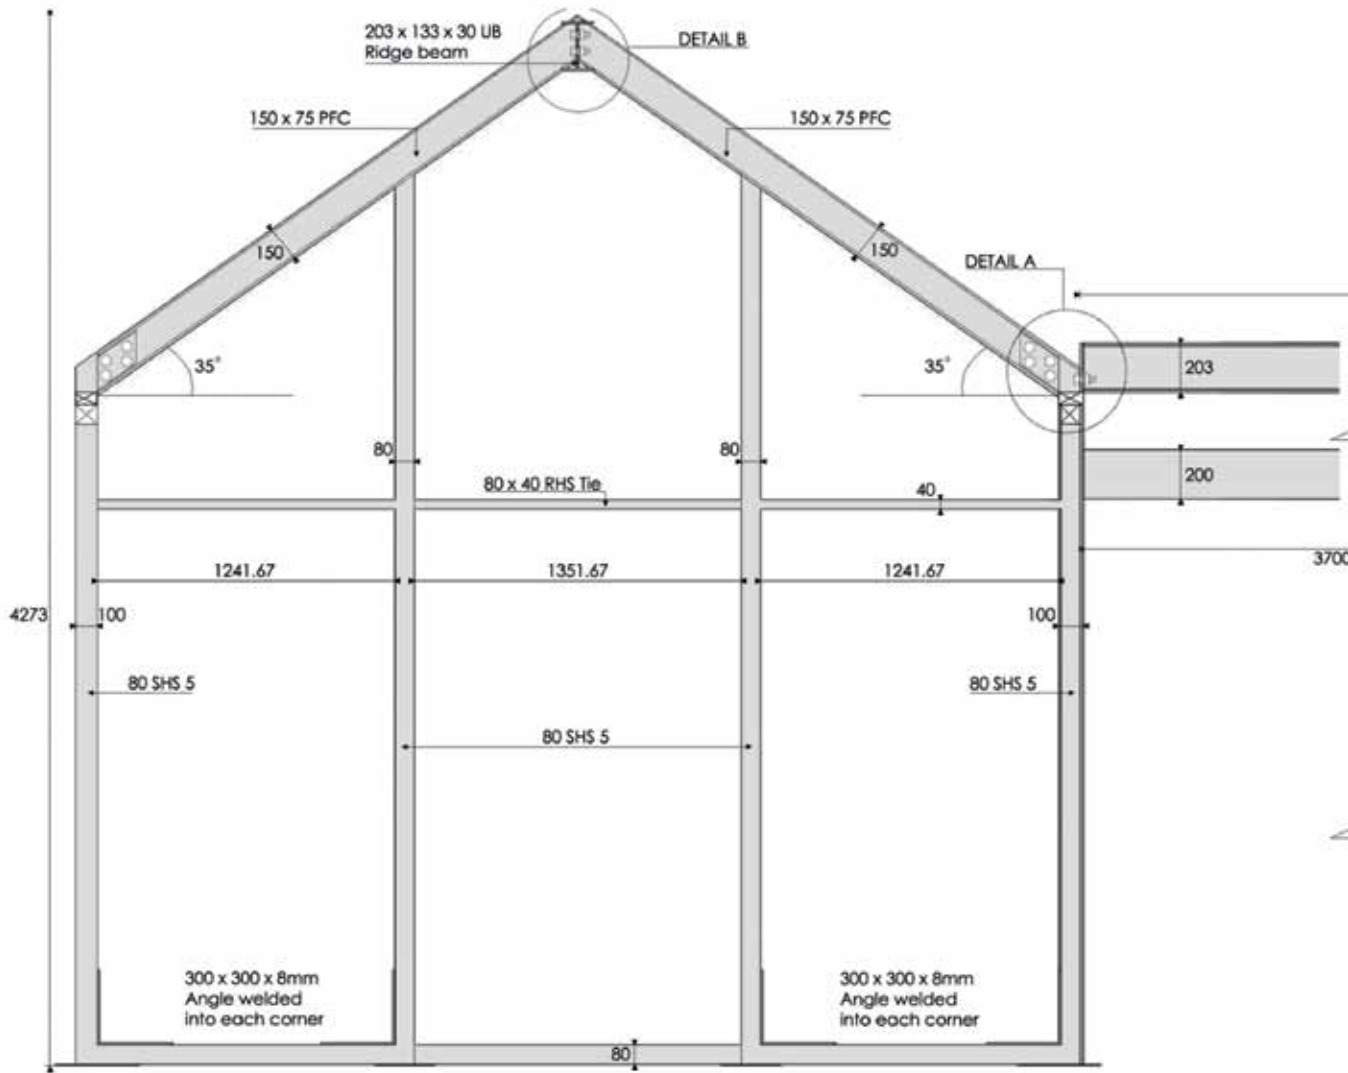 203 x 133 x 30 UB
Ridge beam
DETAIL B
150 x 75 PFC
150 x 75 PFC
150
150
DETAIL A
35°
35°
203
80
80
80 x 40 RHS Tie
40
200
1241.67
1351.67
1241.67
3700
4273
100
100
80 SHS 5
80 SHS 5
80 SHS 5
300 x 300 x 8mm
Angle welded
into each corner
300 x 300 x 8mm
Angle welded
into each corner
80